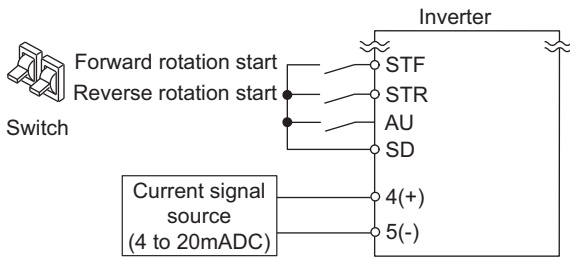 Inverter
Forward rotation start
STF
Reverse rotation start
STR
Switch
AU
SD
Current signal
source
(4 to 20mADC)
4(+)
5(-)